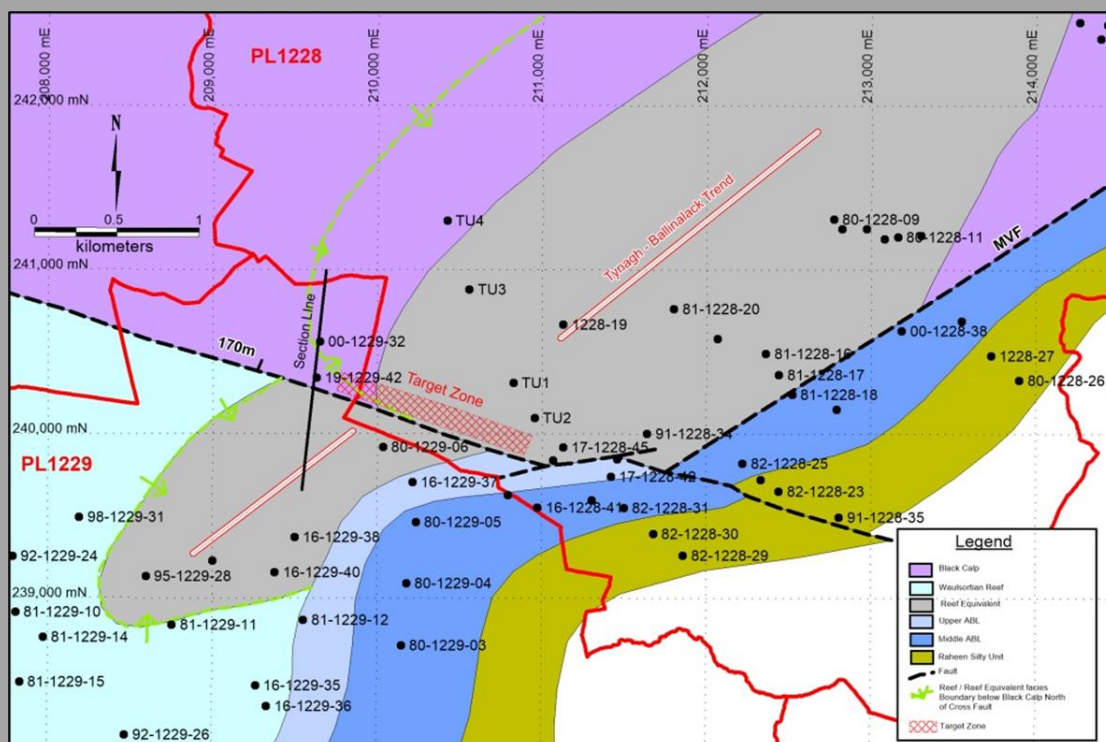 PL1228
208,000 mE
209,000 mE
210,000 mE
211,000 mE
212,000 mE
213,000 mE
214,000 mE
242,000 mN
N
0 0.5 1
kilometers
TU4
80-1228-09
80-1228-11
MVF
Tynagh - Ballinalack Trend
241,000 mN
TU3
81-1228-20
1228-19
00-1228-38
Section Line
00-1229-32
170m
81-1228-16
1228-27
19-1229-42
Target Zone
TU1
81-1228-17
80-1228-26
81-1228-18
TU2
240,000 mN
91-1228-34
80-1229-06
17-1228-45
PL1229
82-1228-25
16-1229-37
17-1228-42
82-1228-23
98-1229-31
16-1228-41
82-1228-31
80-1229-05
91-1228-35
16-1229-38
82-1228-30
92-1229-24
82-1228-29
95-1229-28
16-1229-40
80-1229-04
239,000 mN
81-1229-10
81-1229-11
81-1229-12
81-1229-14
80-1229-03
81-1229-15
16-1229-35
16-1229-36
92-1229-26
Legend
Black Calp
Waulsortian Reef
Reef Equivalent
Upper ABL
Middle ABL
Raheen Silty Unit
Fault
Reef / Reef Equivalent facies
Boundary below Black Calp North
of Cross Fault
Target Zone